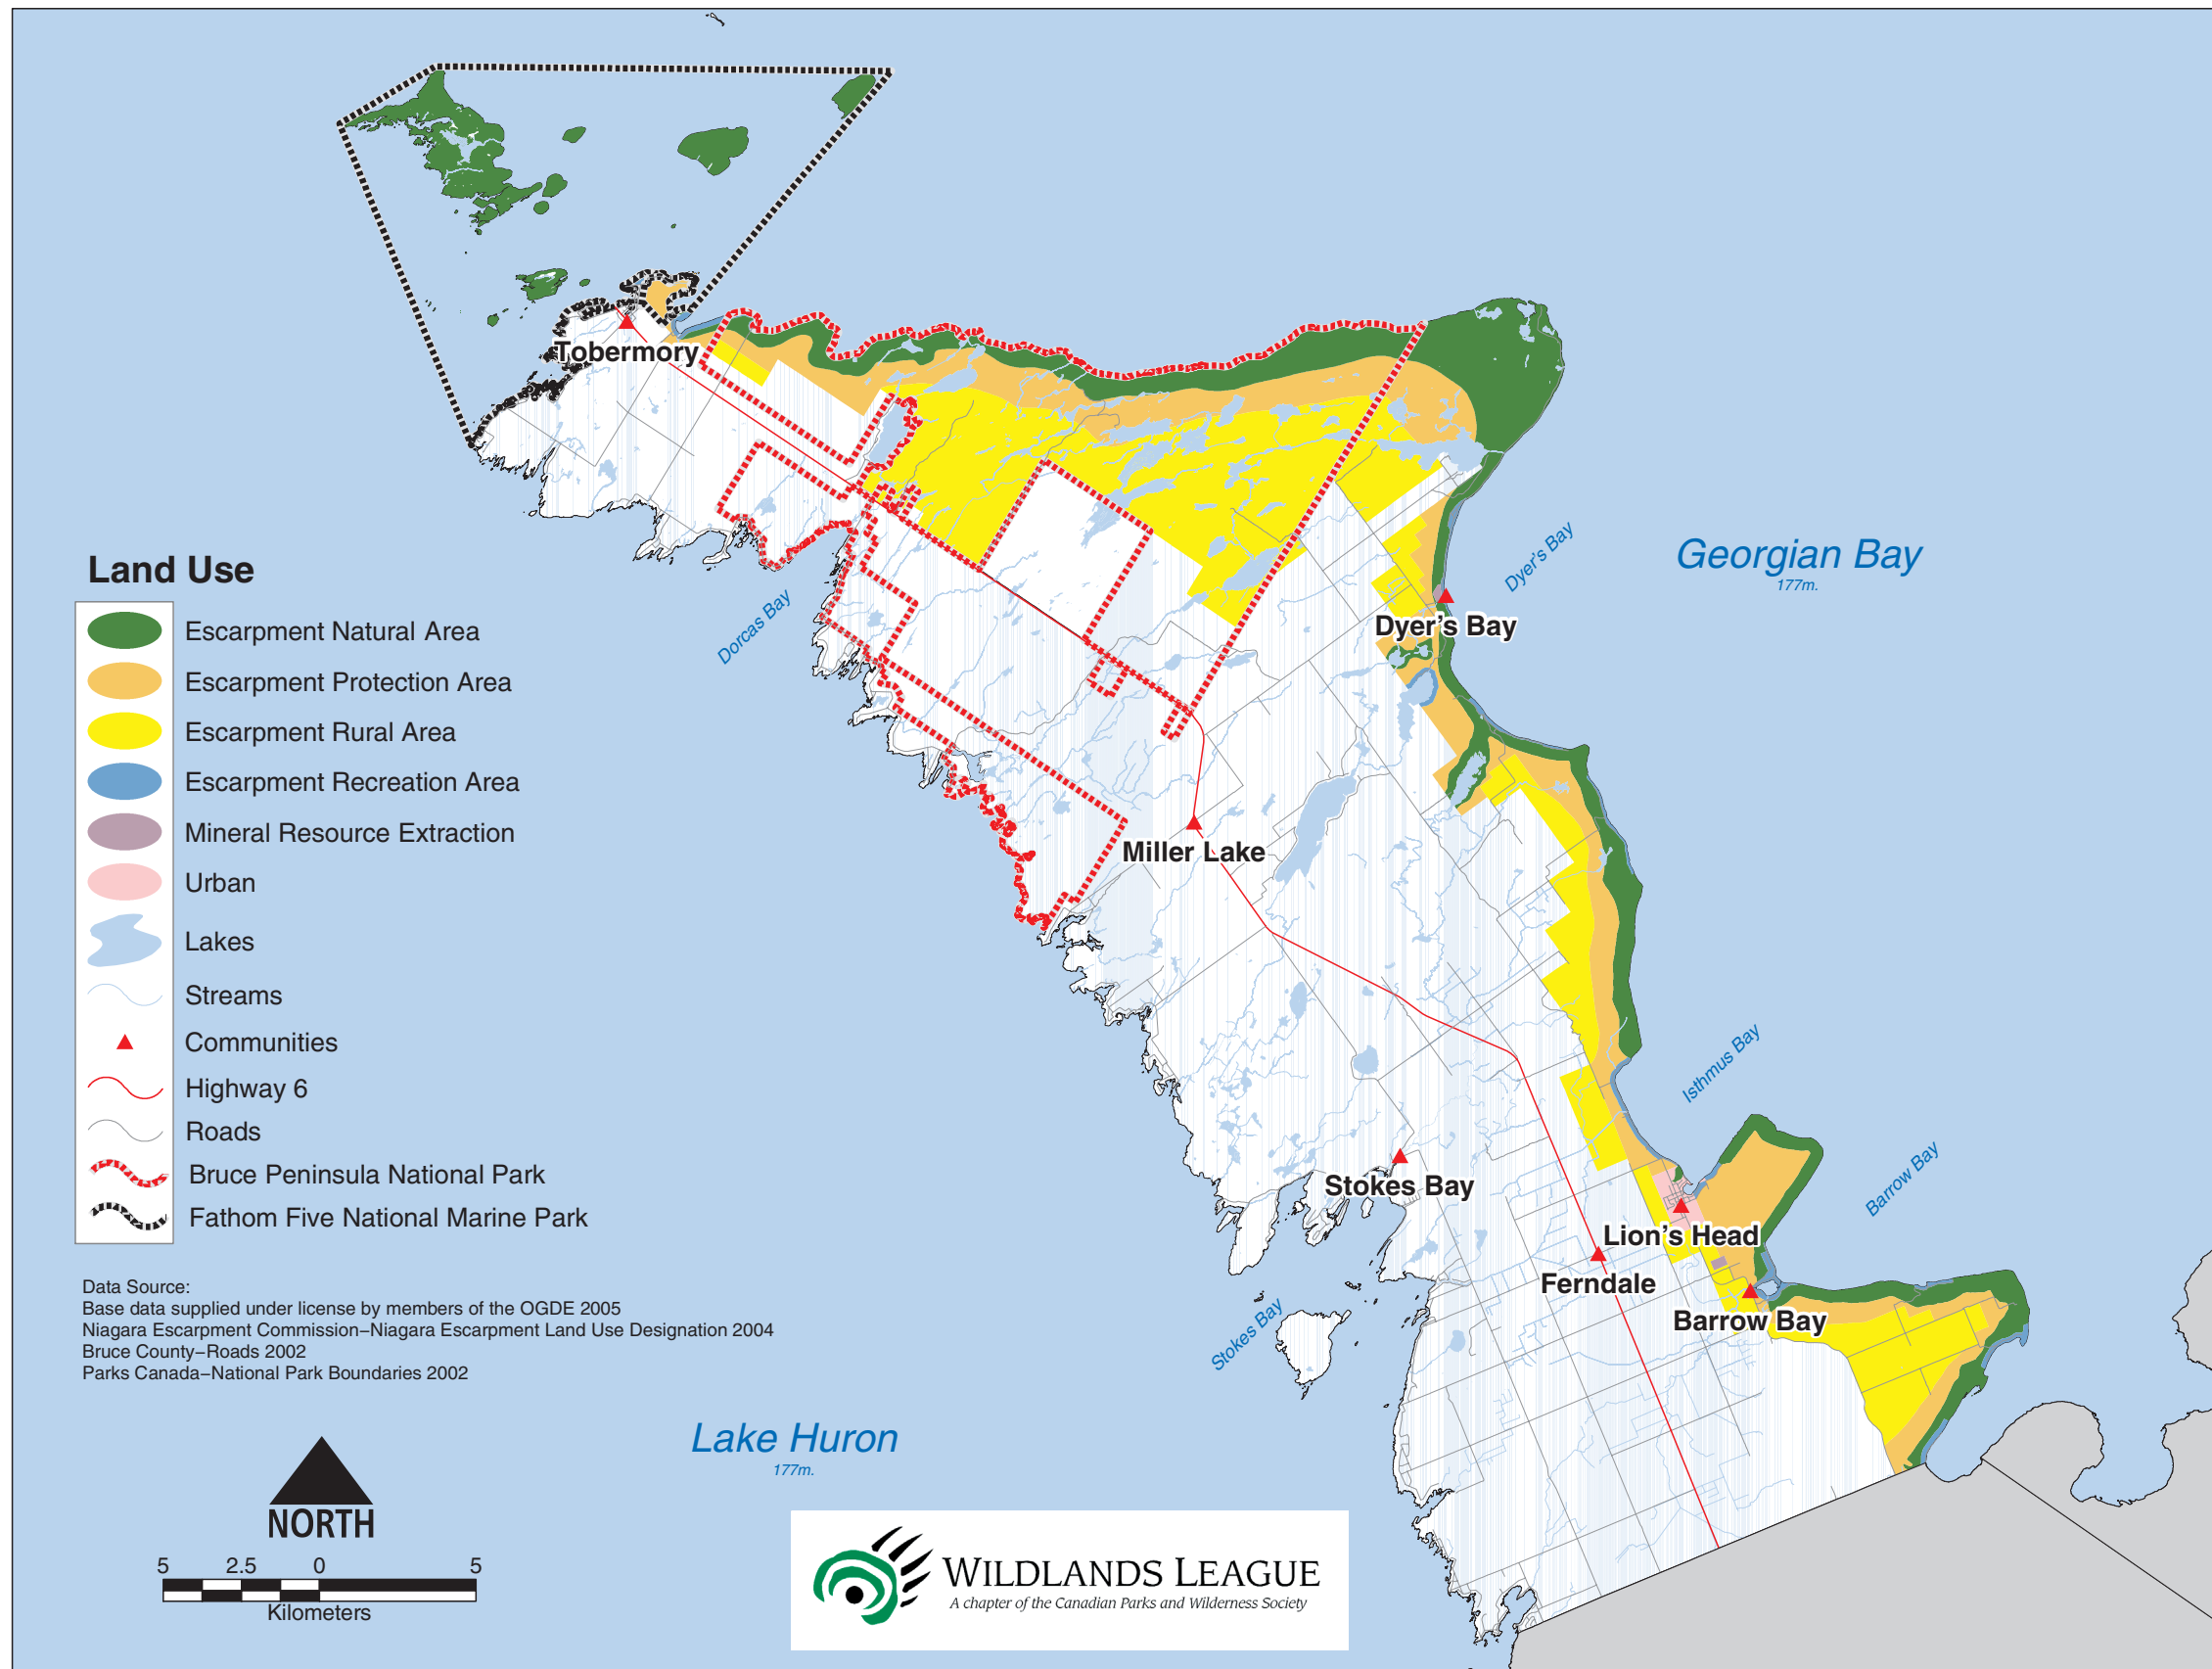 Tobermory
Georgian Bay
177m.
Dyer's Bay
Dyer's Bay
Dorcas Bay
Land Use
Escarpment Natural Area
Escarpment Protection Area
Escarpment Rural Area
Escarpment Recreation Area
Mineral Resource Extraction
Urban
Lakes
Streams
Communities
Highway 6
Roads
Bruce Peninsula National Park
Fathom Five National Marine Park
Miller Lake
Isthmus Bay
Barrow Bay
Stokes Bay
Lion's Head
Ferndale
Barrow Bay
Stokes Bay
Data Source:
Base data supplied under license by members of the OGDE 2005
Niagara Escarpment Commission–Niagara Escarpment Land Use Designation 2004
Bruce County–Roads 2002
Parks Canada–National Park Boundaries 2002
Lake Huron
177m.
NORTH
5 2.5 0 5
Kilometers
WILDLANDS LEAGUE
A chapter of the Canadian Parks and Wilderness Society